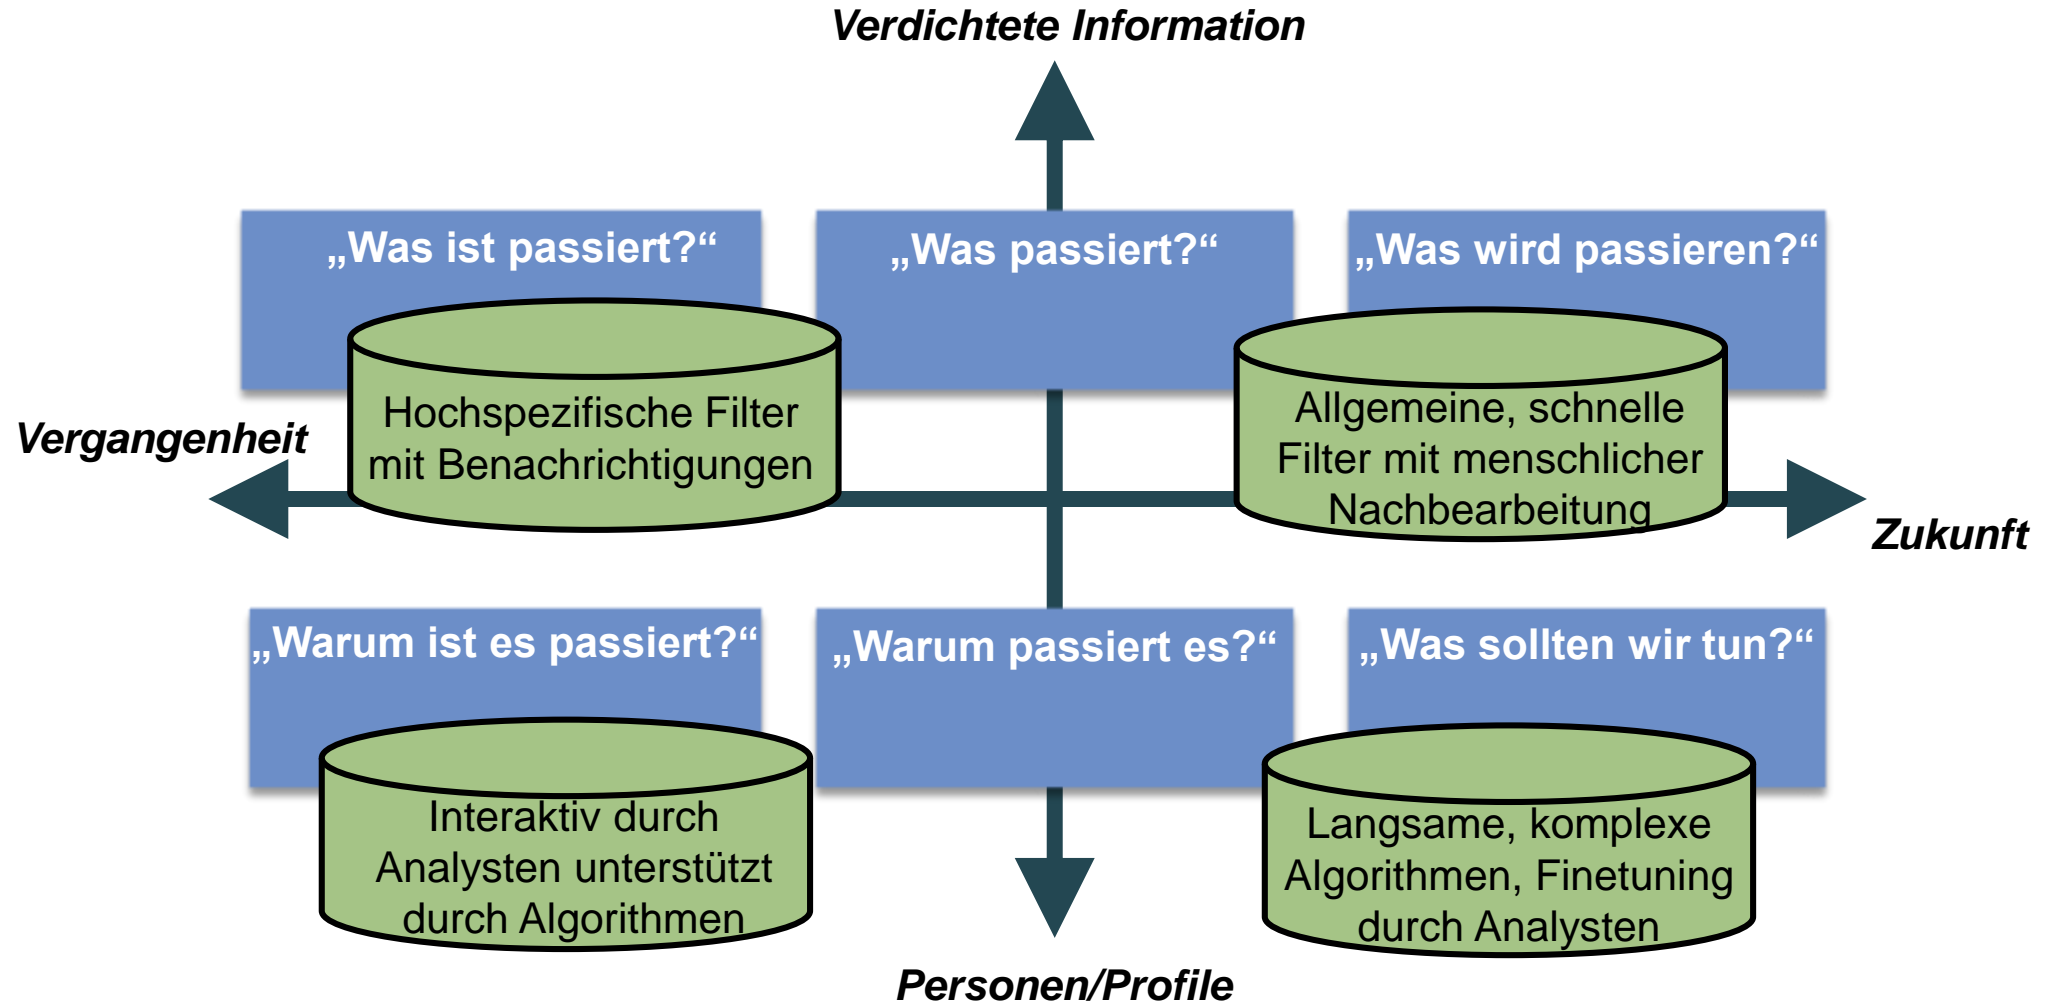 Verdichtete Information
„Was ist passiert?“
„Was passiert?“
„Was wird passieren?“
Hochspezifische Filter
mit Benachrichtigungen
Allgemeine, schnelle
Filter mit menschlicher
Nachbearbeitung
Vergangenheit
Zukunft
„Warum ist es passiert?“
„Warum passiert es?“
„Was sollten wir tun?“
Interaktiv durch
Analysten unterstützt
durch Algorithmen
Langsame, komplexe
Algorithmen, Finetuning
durch Analysten
Personen/Profile